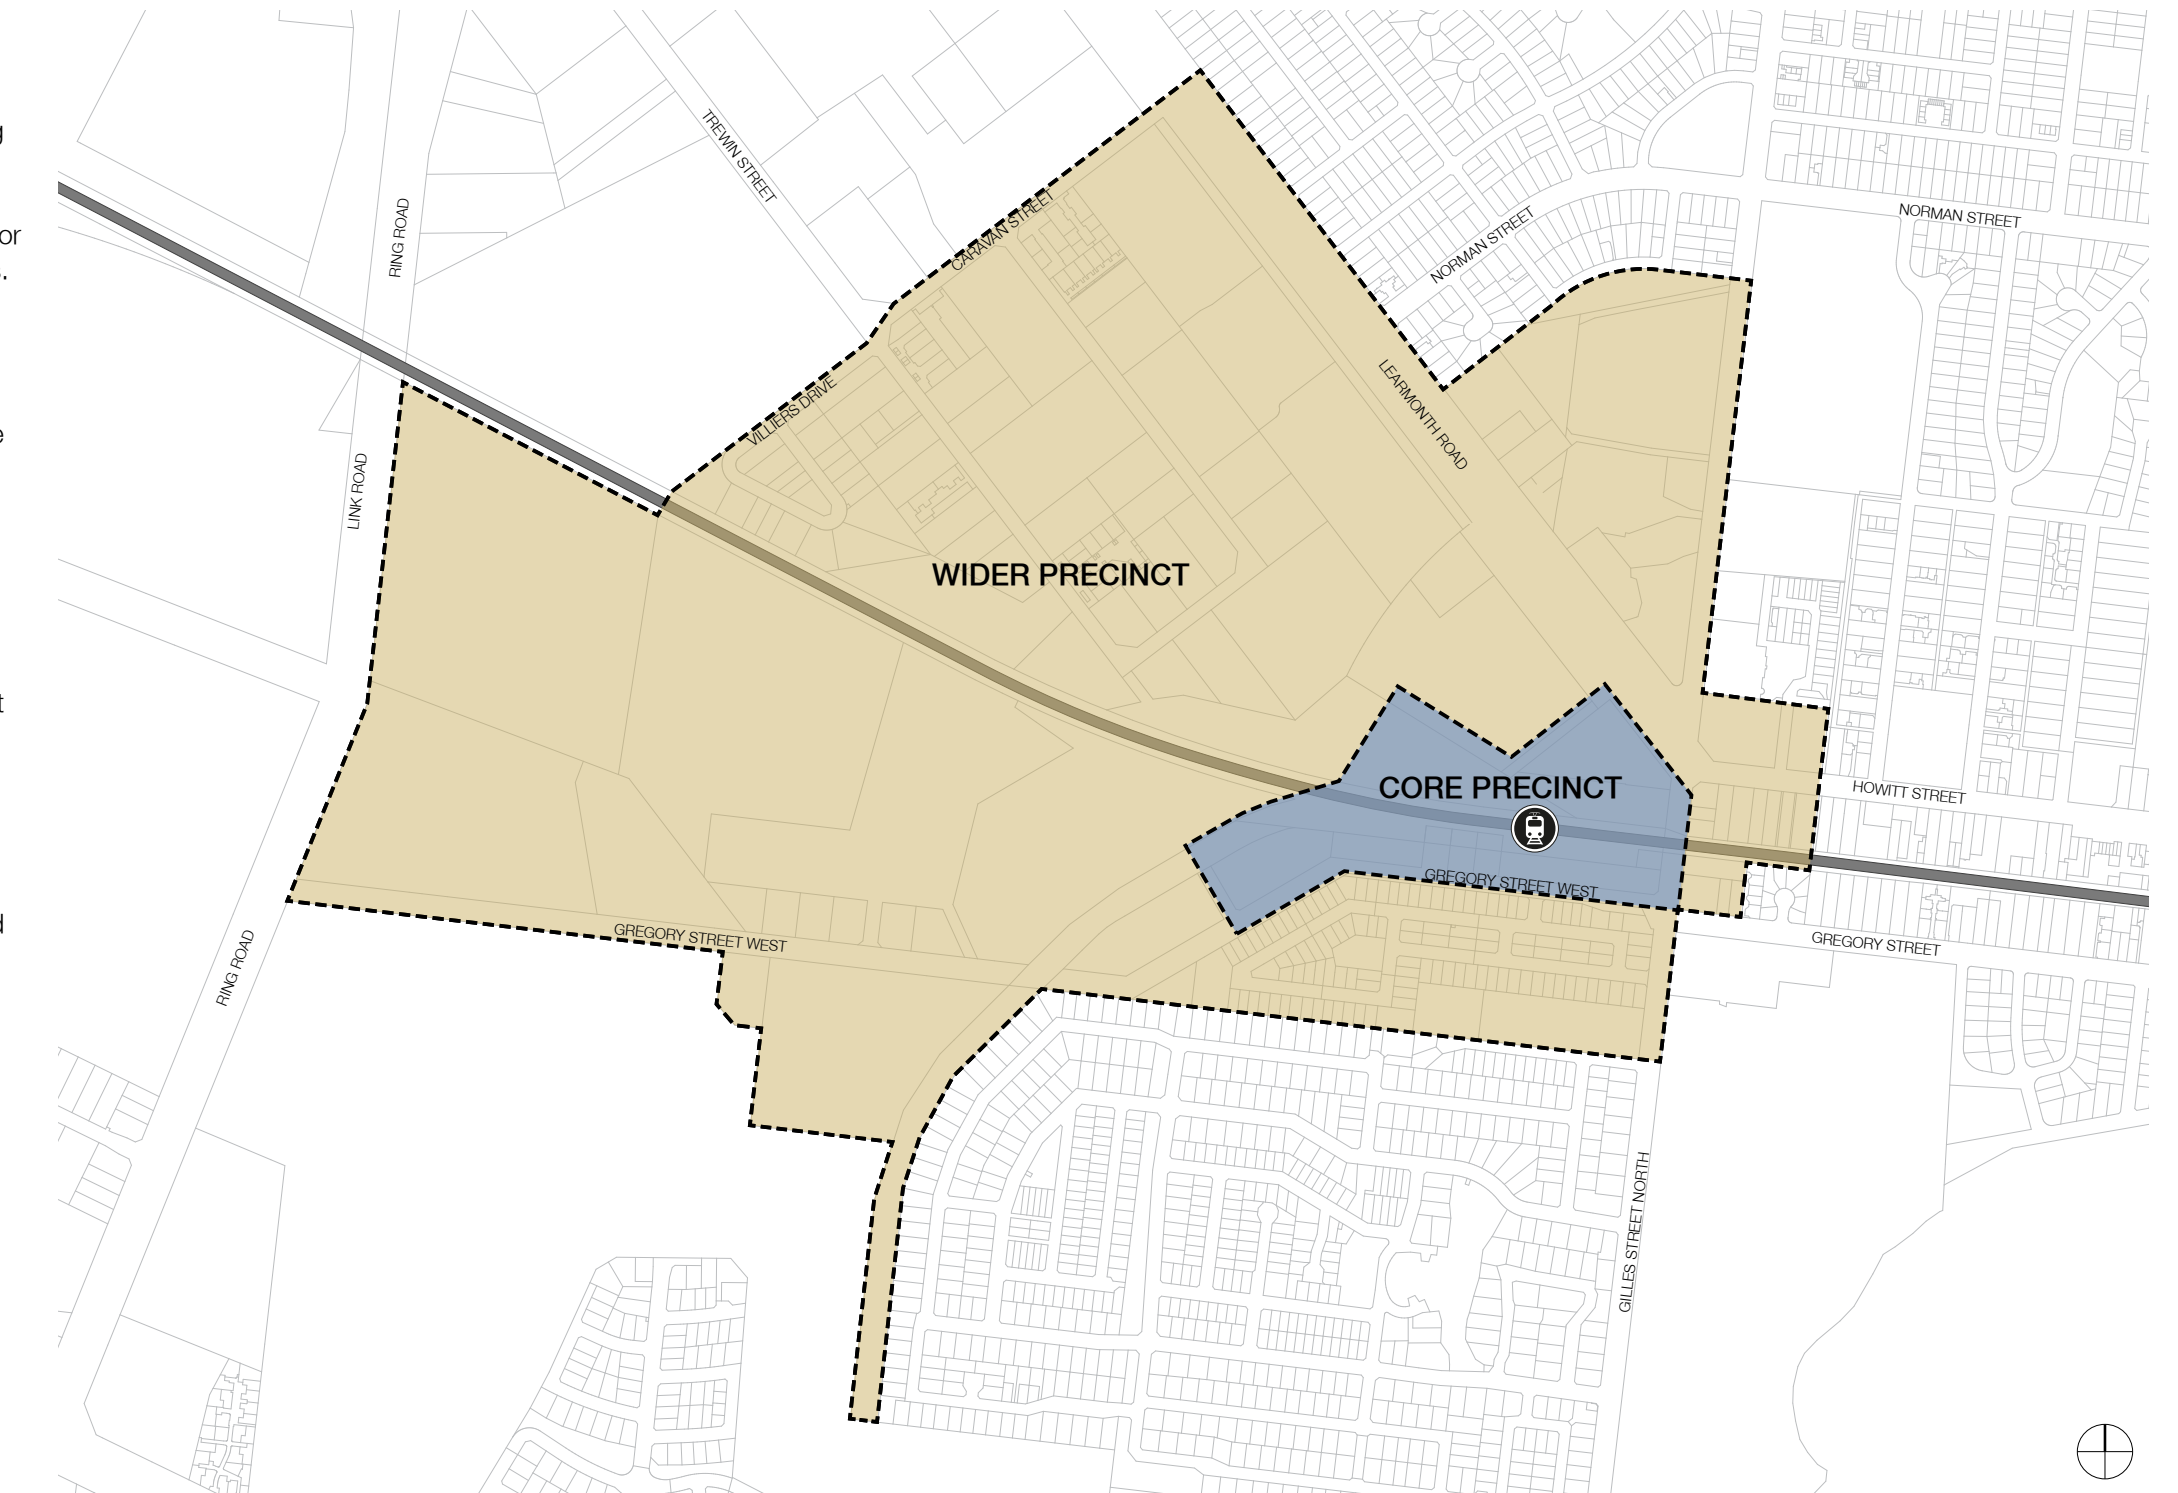 g
or
.
e
t
d
TREWIN STREET
RING ROAD
CARAVAN STREET
NORMAN STREET
NORMAN STREET
VILLIERS DRIVE
LEARMONTH ROAD
LINK ROAD
WIDER PRECINCT
CORE PRECINCT
HOWITT STREET
GREGORY STREET WEST
GREGORY STREET WEST
GREGORY STREET
RING ROAD
GILLES STREET NORTH